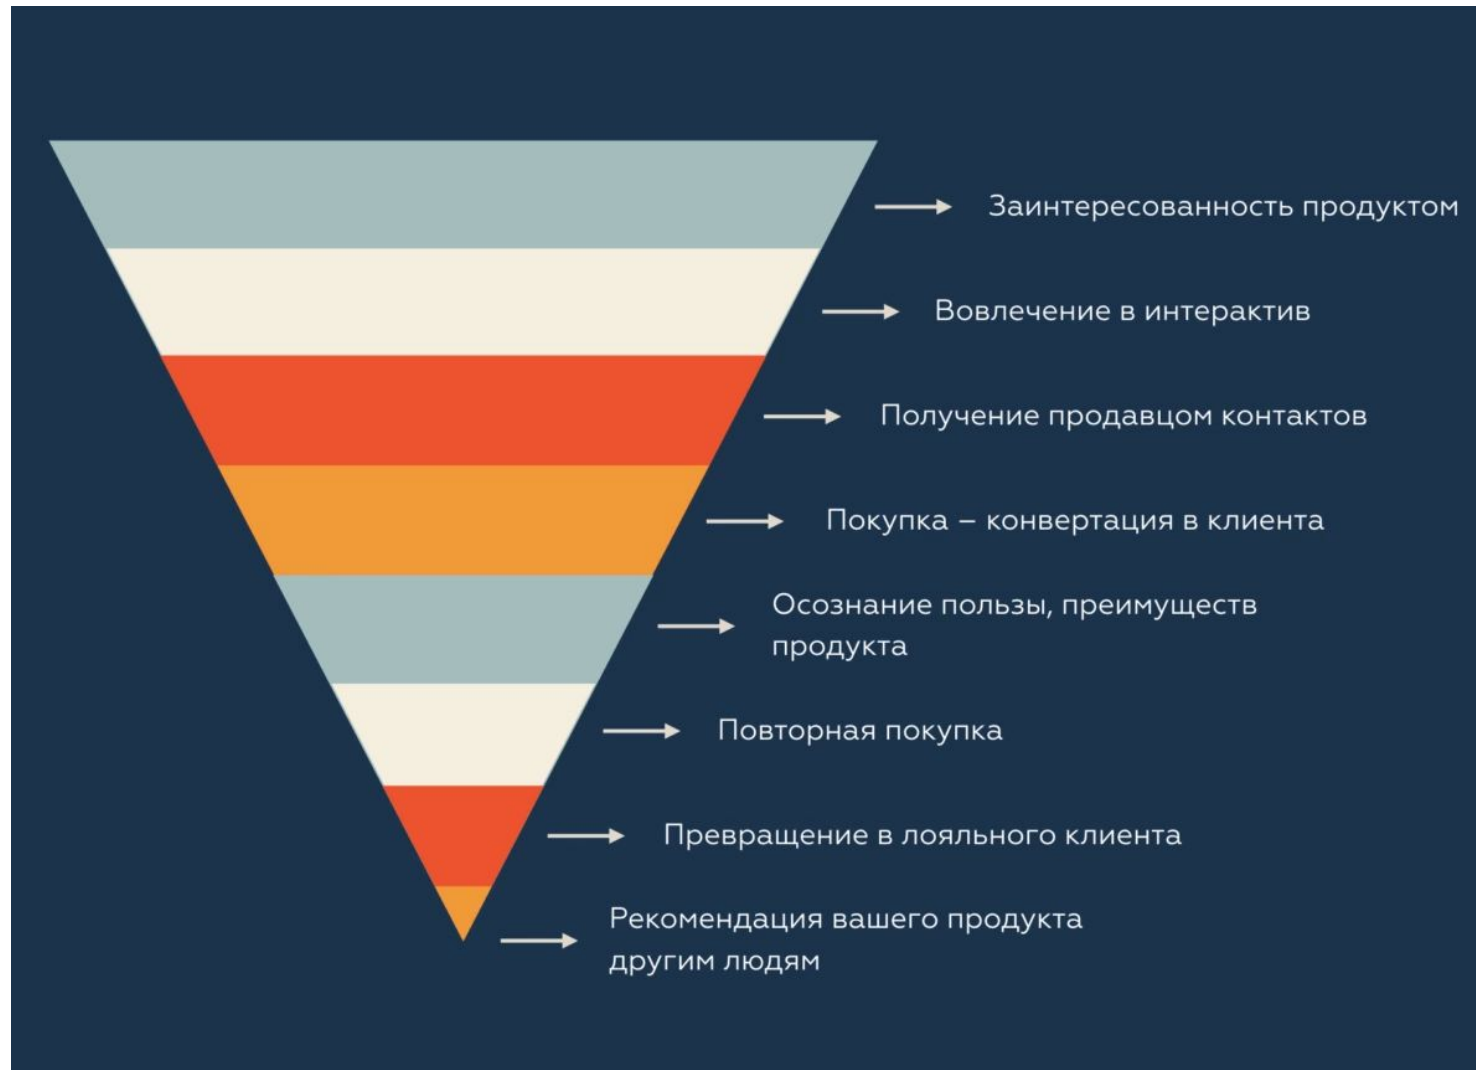 Заинтересованность продуктом
Вовлечение в интерактив
Получение продавцом контактов
Покупка – конвертация в клиента
Осознание пользы, преимуществ
продукта
Повторная покупка
Превращение в лояльного клиента
Рекомендация вашего продукта
другим людям